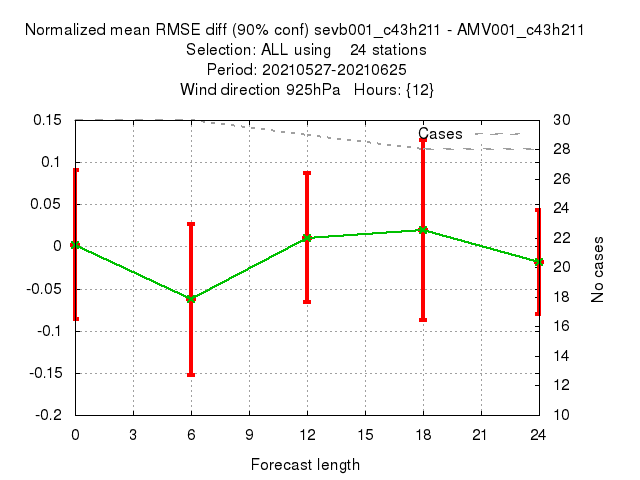 Normalized mean RMSE diff (90% conf) sevb001_c43h211 - AMV001_c43h211
Selection: ALL using 24 stations
Period: 20210527-20210625
Wind direction 925hPa Hours: {12}
Cases
0.15
0.1
0.05
0
-0.05
-0.1
-0.15
-0.2
30
28
26
24
22
20
18
16
14
12
10
No cases
0 3 6 9 12 15 18 21 24
Forecast length